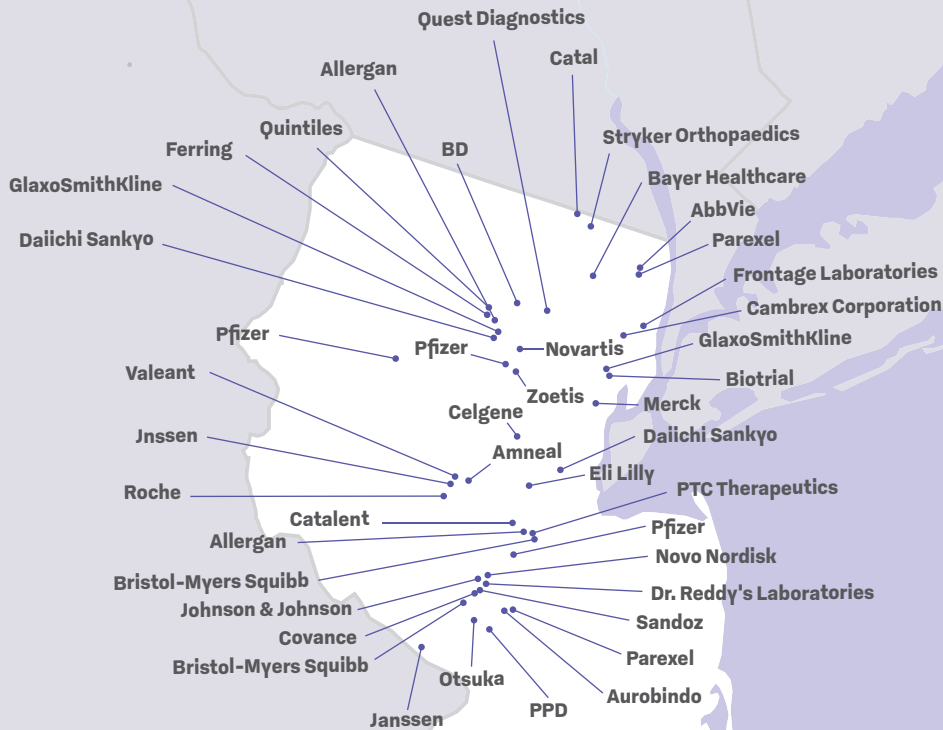 Quest Diagnostics
Catal
Allergan
Quintiles
Stryker Orthopaedics
Ferring
BD
Bayer Healthcare
GlaxoSmithKline
AbbVie
Daiichi Sankyo
Parexel
Frontage Laboratories
Cambrex Corporation
Pfizer
Pfizer
Novartis
GlaxoSmithKline
Valeant
Biotrial
Zoetis
Merck
Celgene
Jnssen
Daiichi Sankyo
Amneal
Eli Lilly
Roche
PTC Therapeutics
Catalent
Pfizer
Allergan
Novo Nordisk
Bristol-Myers Squibb
Dr. Reddy's Laboratories
Johnson & Johnson
Sandoz
Covance
Parexel
Bristol-Myers Squibb
Otsuka
Aurobindo
PPD
Janssen